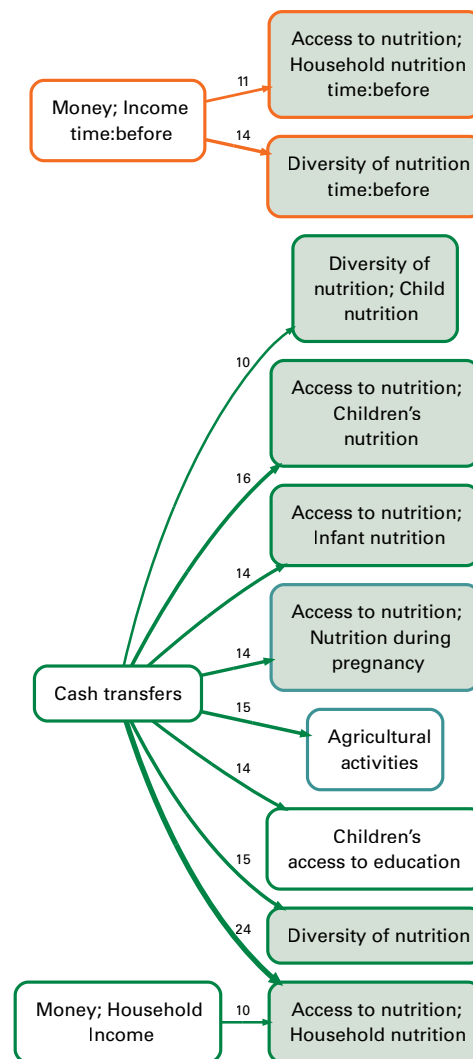 Access to nutrition;
Household nutrition
time:before
11
Money; Income
time:before
14
Diversity of nutrition
time:before
Diversity of
nutrition; Child
nutrition
10
Access to nutrition;
Children's
nutrition
16
Access to nutrition;
Infant nutrition
14
Access to nutrition;
Nutrition during
pregnancy
14
Cash transfers
15
Agricultural
activities
14
Children's
access to education
15
Diversity of nutrition
24
Money; Household
Income
10
Access to nutrition;
Household nutrition